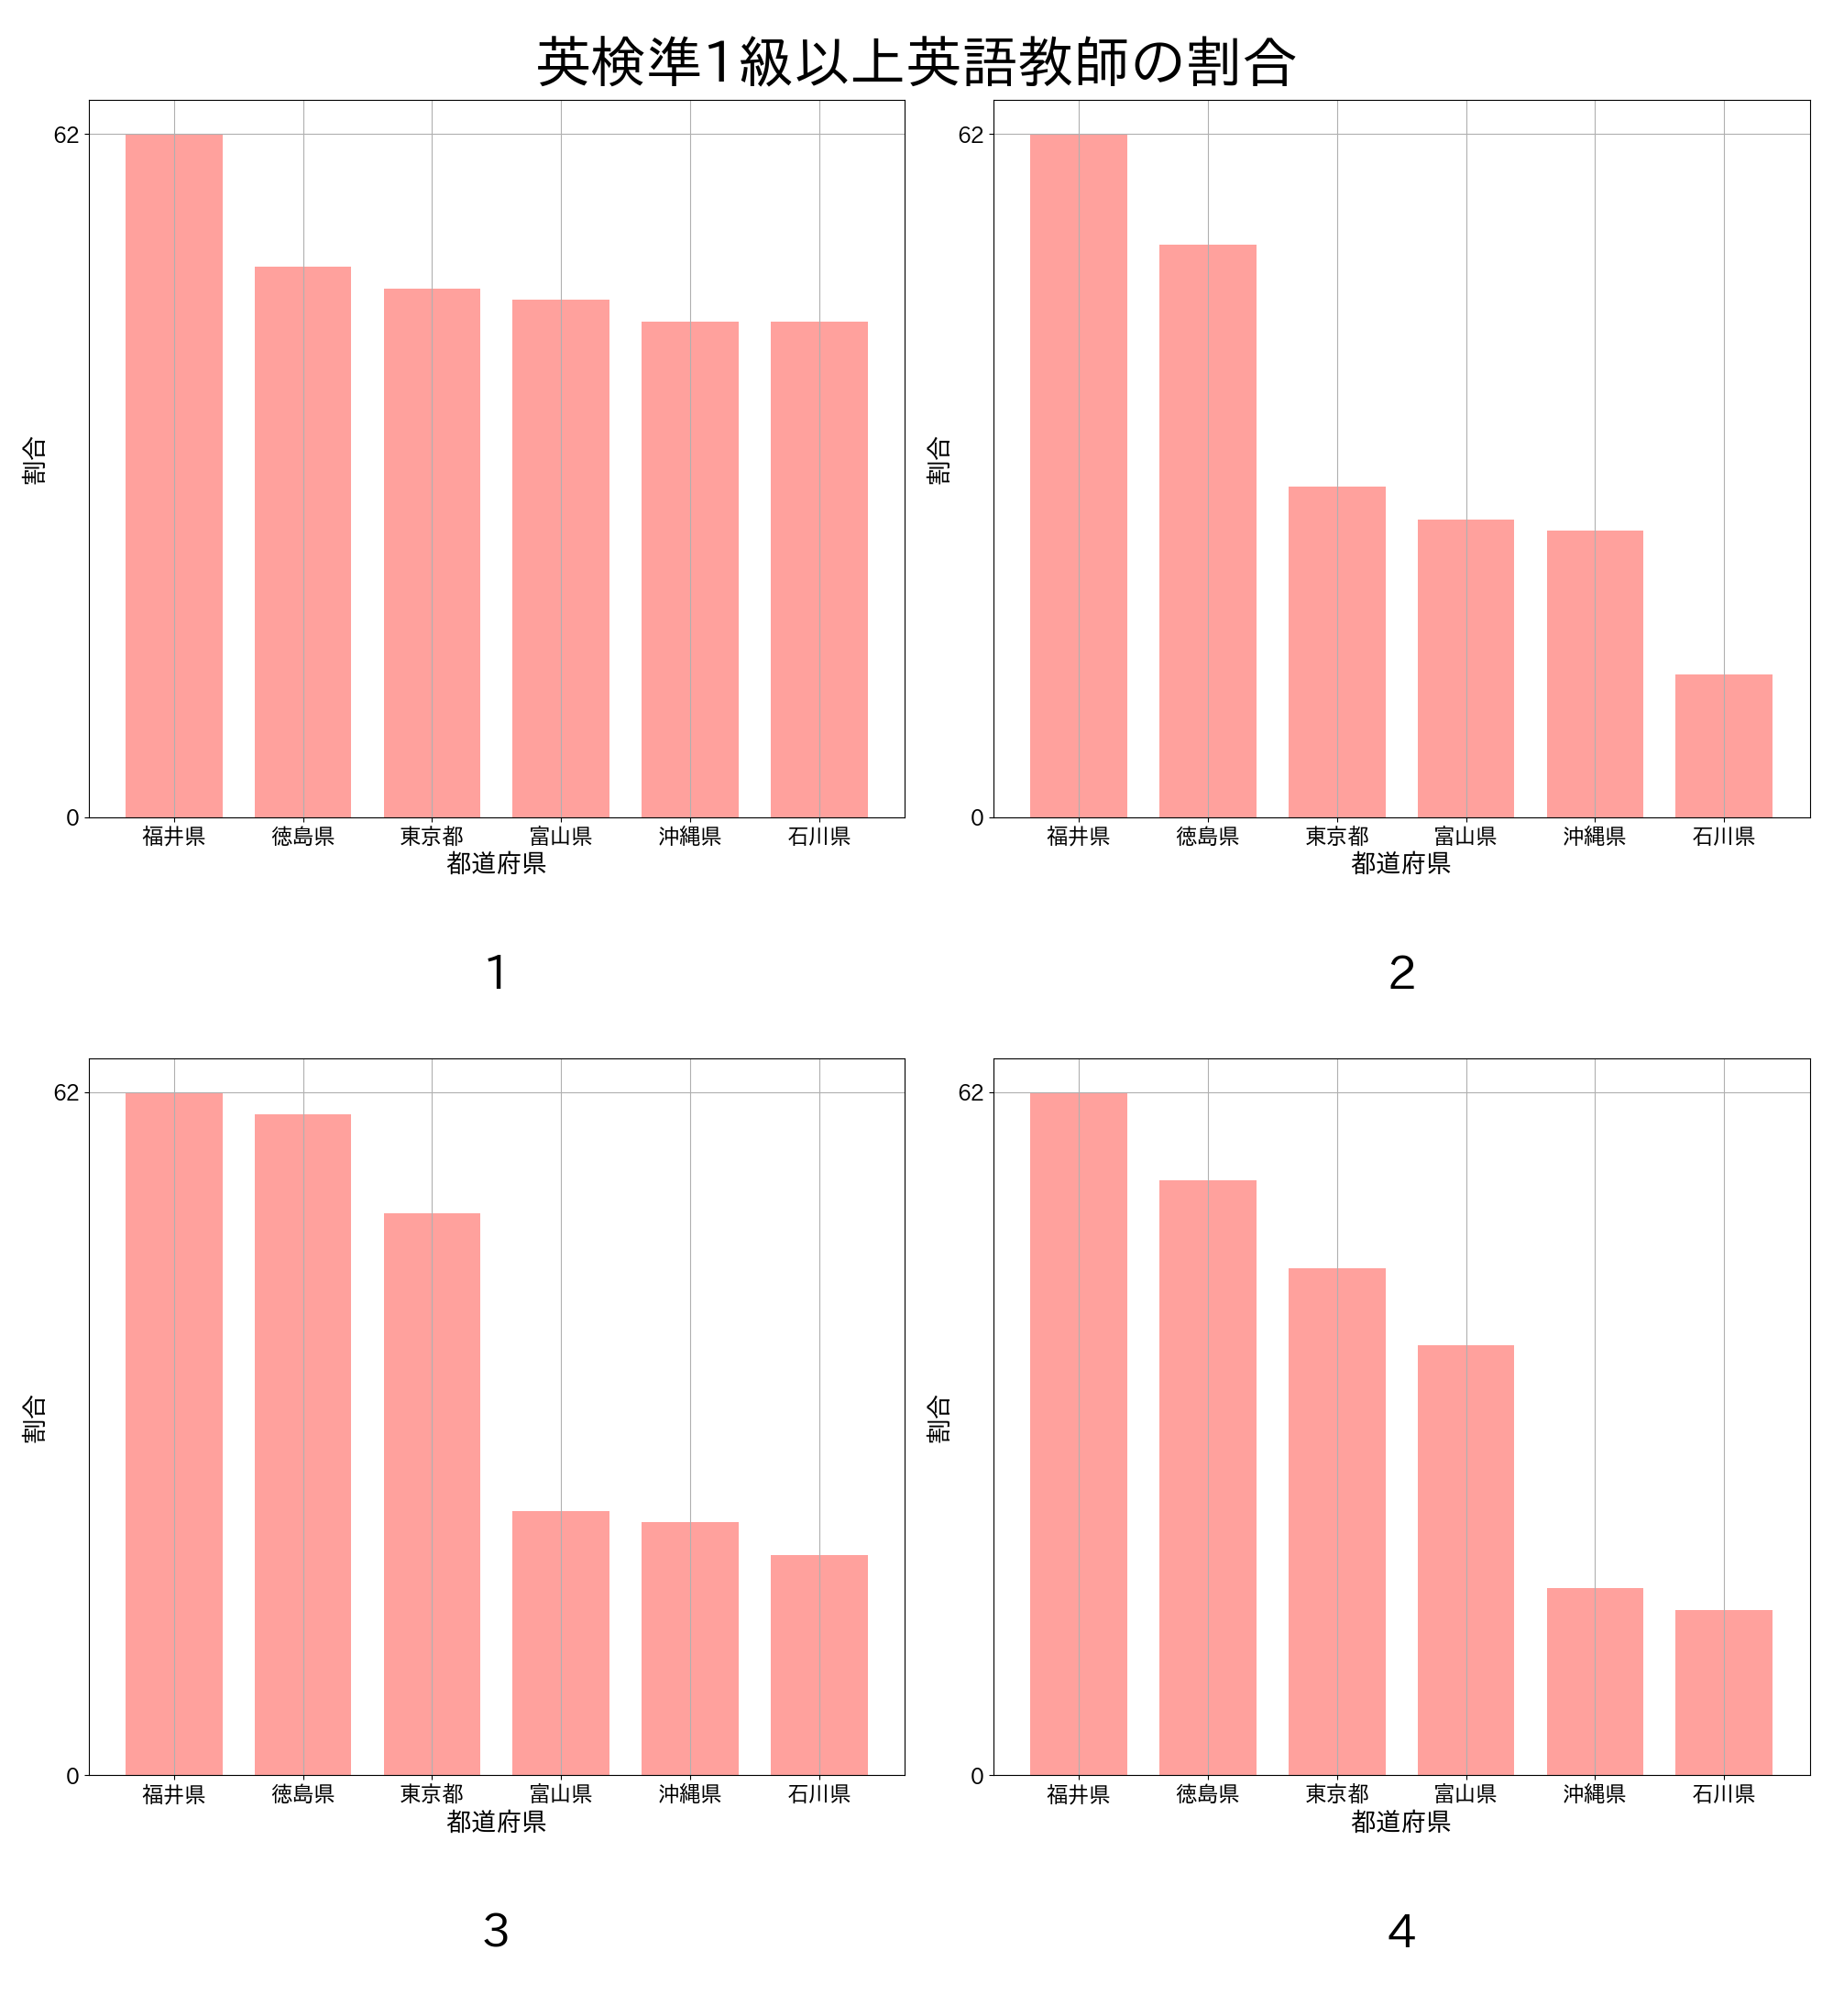 英検準1級以上英語教師の割合
62
割合
0
福井県 徳島県 東京都 富山県 沖縄県 石川県
都道府県
1
62
割合
0
福井県 徳島県 東京都 富山県 沖縄県 石川県
都道府県
2
62
割合
0
福井県 徳島県 東京都 富山県 沖縄県 石川県
都道府県
3
62
割合
0
福井県 徳島県 東京都 富山県 沖縄県 石川県
都道府県
4